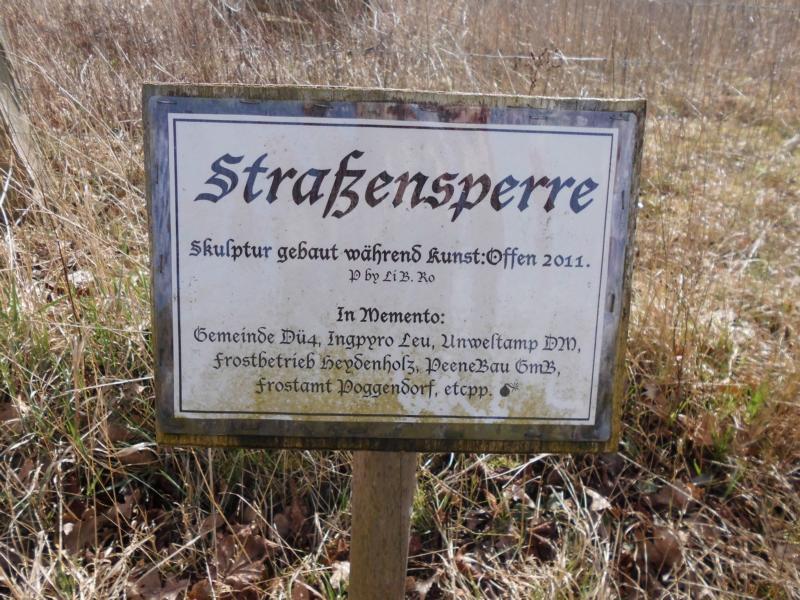 Straßensperre
Skulptur gebaut während Kunst:Offen 2011.
P by Li B. Ro
In Memento:
Gemeinde Dü4, Ingpyro Leu, Unweltamp DM,
Frostbetrieb Heydenholz, PeeneBau GmB,
Frostamt Poggendorf, etcpp. 💣